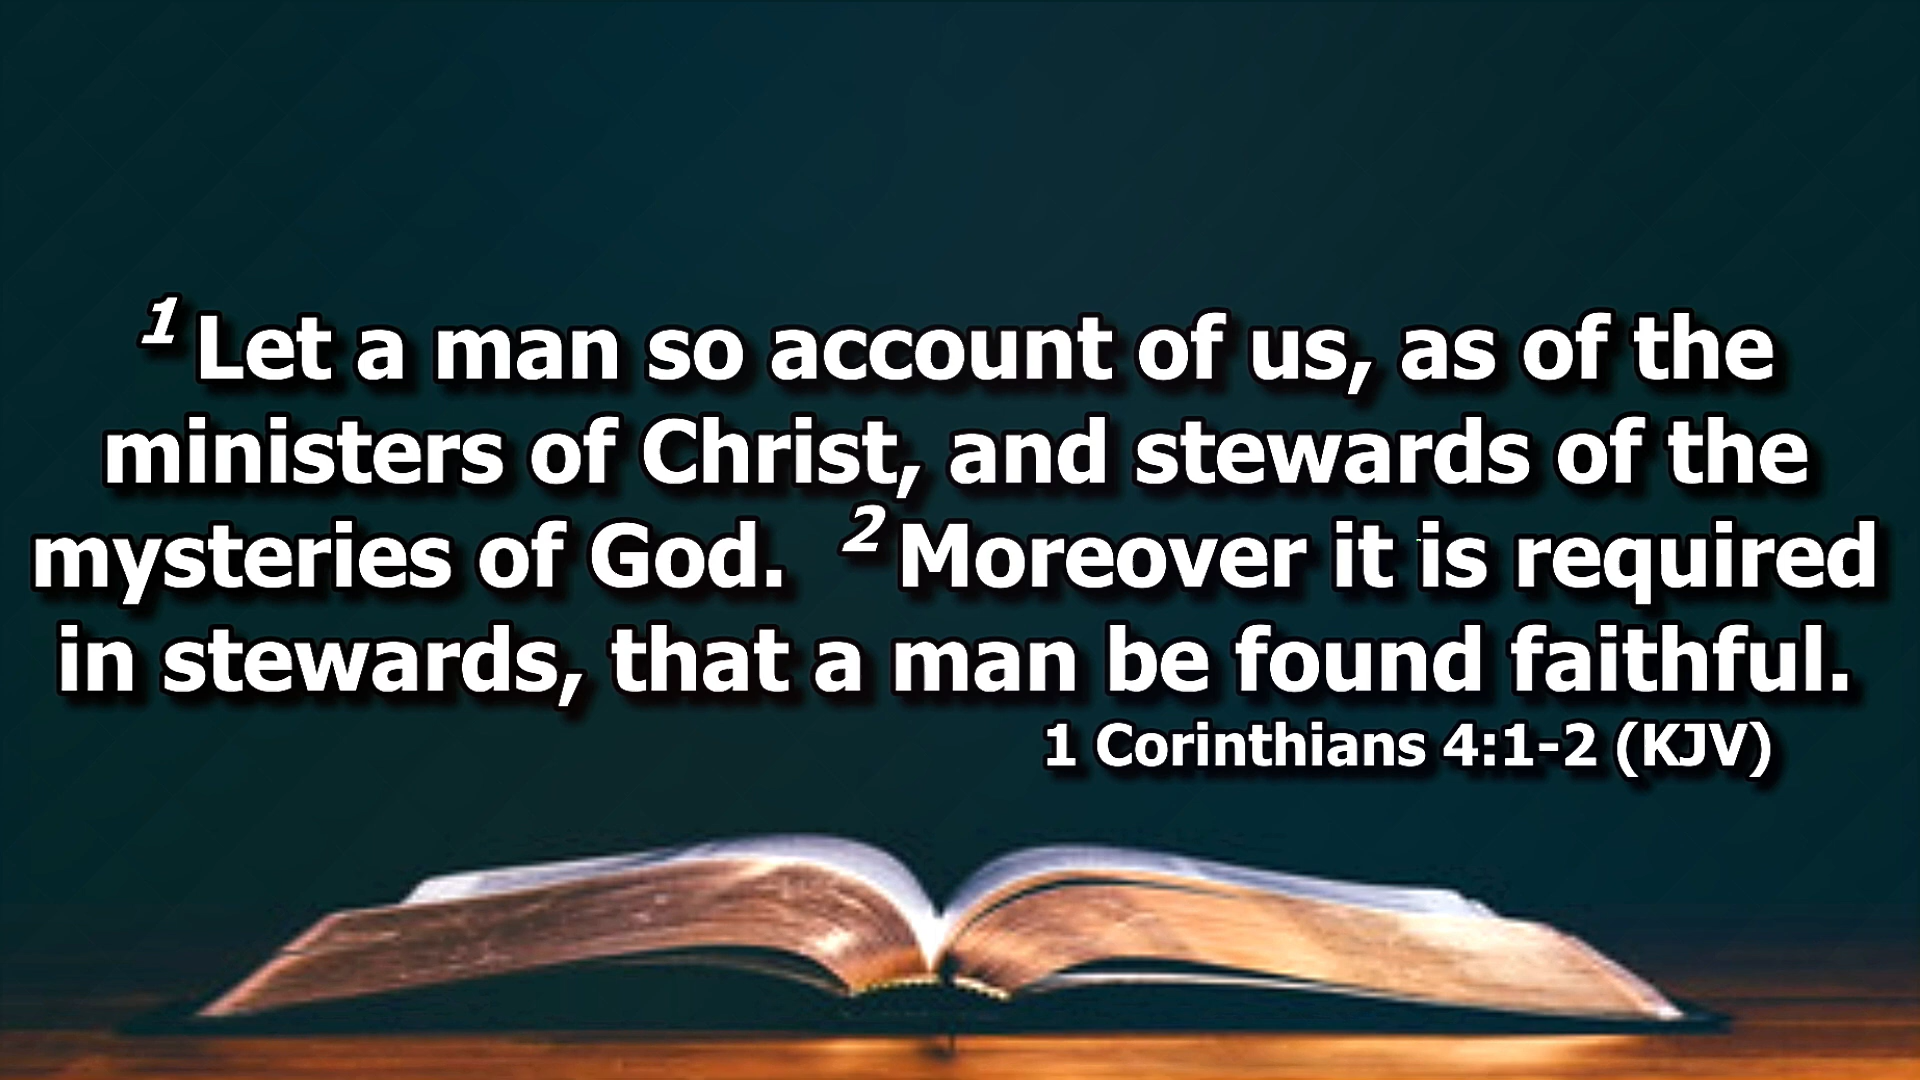 1 Let a man so account of us, as of the
ministers of Christ, and stewards of the
mysteries of God. 2 Moreover it is required
in stewards, that a man be found faithful.
1 Corinthians 4:1-2 (KJV)